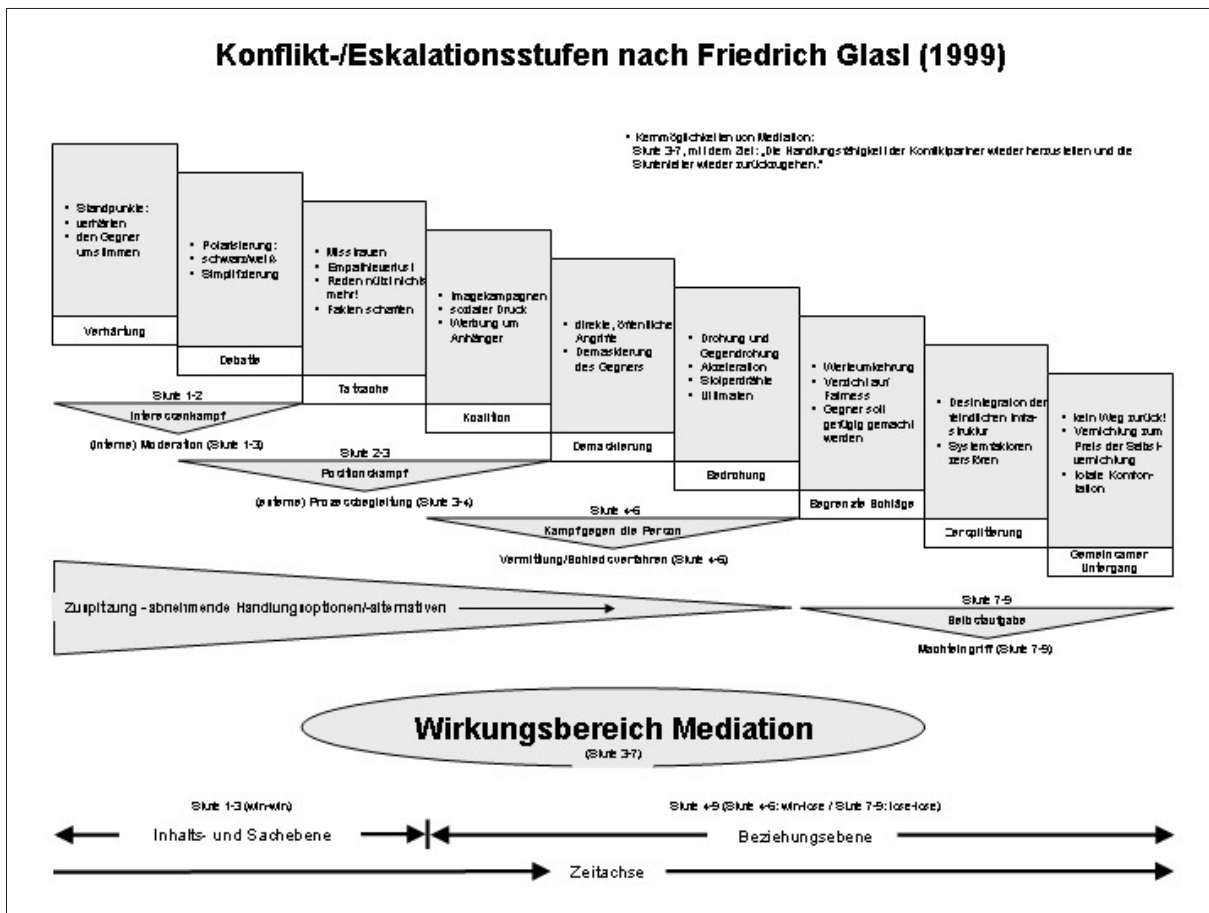 Konflikt-/Eskalationsstufen nach Friedrich Glasl (1999)
• Kernmöglichkeiten von Mediation:
Stufe 3-7, mit dem Ziel: „Die Handlungsfähigkeit der Konfliktpartner wieder herzustellen und die
Stufenleiter wieder zurückzugehen."
• Standpunkte:
• verhärten
• den Gegner
umstimmen
Verhärtung
• Polarisierung:
• schwarz/weiß
• Simplifizierung
Debatte
• Misstrauen
• Empathieverlust
• Reden nützt nichts
mehr!
• Fakten schaffen
Tatsache
• Imagekampagnen
• sozialer Druck
• Werbung um
Anhänger
Koalition
• direkte, öffentliche
Angriffe
• Demaskierung
des Gegners
Demaskierung
• Drohung und
Gegendrohung
• Akzeleration
• Stolperdrähte
• Ultimaten
Bedrohung
• Werteumkehrung
• Verzicht auf
Fairness
• Gegner soll
gefügig gemacht
werden
Begrenzte Schläge
• Desintegration der
feindlichen Infra-
struktur
• Systemfaktoren
zerstören
Zersplitterung
• kein Weg zurück!
• Vernichtung zum
Preis der Selbst-
vernichtung
• totale Konfron-
tation
Gemeinsamer
Untergang
Stufe 1-2
Interessenkampf
(interne) Moderation (Stufe 1-3)
Stufe 2-3
Positionskampf
(externe) Prozessbegleitung (Stufe 3-4)
Stufe 4-6
Kampf gegen die Person
Vermittlung/Schiedsverfahren (Stufe 4-6)
Zuspitzung - abnehmende Handlungsoptionen/-alternativen
Stufe 7-9
Selbstaufgabe
Machteingriff (Stufe 7-9)
Wirkungsbereich Mediation
(Stufe 3-7)
Stufe 1-3 (win-win)
Stufe 4-9 (Stufe 4-6: win-lose / Stufe 7-9: lose-lose)
Inhalts- und Sachebene
Beziehungsebene
Zeitachse